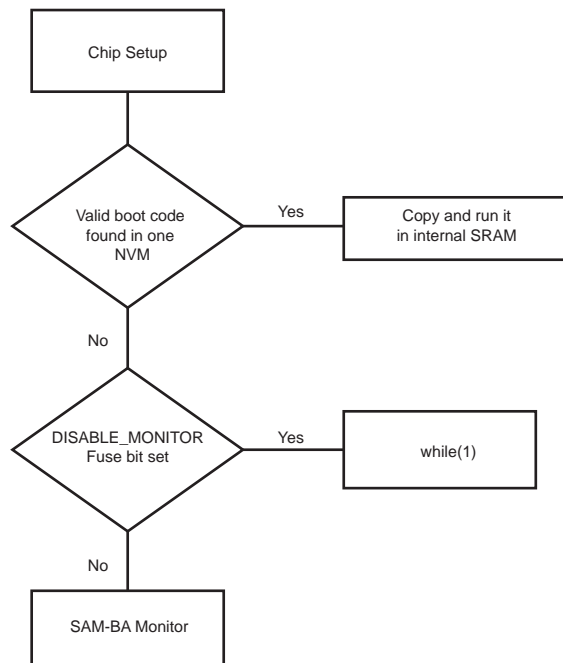 Chip Setup
Valid boot code
found in one
NVM
Yes
Copy and run it
in internal SRAM
No
DISABLE_MONITOR
Fuse bit set
Yes
while(1)
No
SAM-BA Monitor